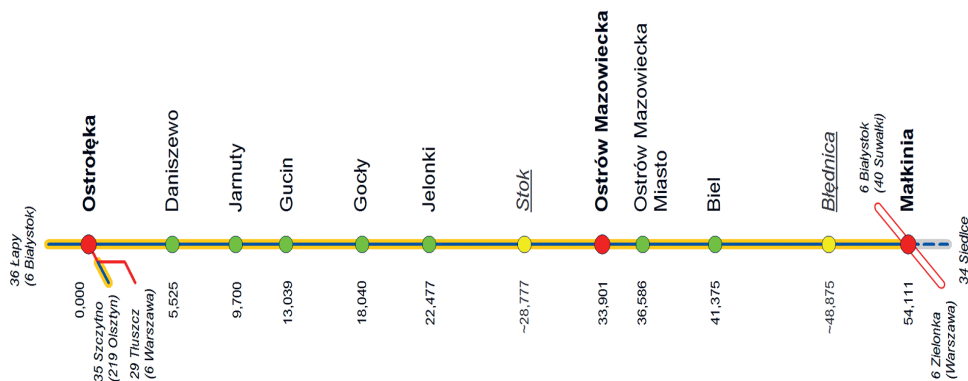 36 Łapy
(6 Białystok)
Ostrołęka
0,000
35 Szczytno
(219 Olsztyn)
29 Tłuszcz
(6 Warszawa)
Daniszewo
5,525
Jarnuty
9,700
Gucin
13,039
Gochy
18,040
Jelonki
22,477
Stok
~28,777
Ostrów Mazowiecka
33,901
Ostrów Mazowiecka
Miasto
36,586
Biel
41,375
Błędnica
~48,875
6 Białystok
(40 Suwałki)
Małkinia
54,111
6 Zielonka
(Warszawa)
34 Siedlce